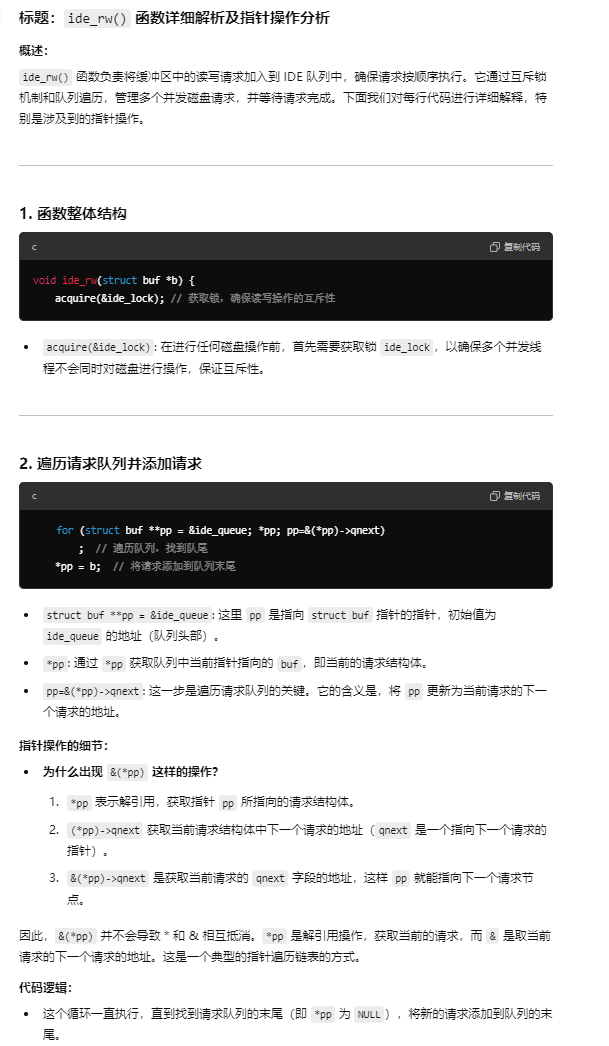 标题：ide_rw() 函数详细解析及指针操作分析
概述：
ide_rw() 函数负责将缓冲区中的读写请求加入到 IDE 队列中，确保请求按顺序执行。它通过互斥锁
机制和队列遍历，管理多个并发磁盘请求，并等待请求完成。下面我们对每行代码进行详细解释，特
别是涉及到的指针操作。
1. 函数整体结构
c 复制代码
void ide_rw(struct buf *b) {
acquire(&ide_lock); // 获取锁，确保读写操作的互斥性
• acquire(&ide_lock)：在进行任何磁盘操作前，首先需要获取锁 ide_lock，以确保多个并发线
程不会同时对磁盘进行操作，保证互斥性。
2. 遍历请求队列并添加请求
c 复制代码
for (struct buf **pp = &ide_queue; *pp; pp=&(*pp)->qnext)
; // 遍历队列，找到队尾
*pp = b; // 将请求添加到队列末尾
• struct buf **pp = &ide_queue：这里 pp 是指向 struct buf 指针的指针，初始值为
ide_queue 的地址（队列头部）。
• *pp：通过 *pp 获取队列中当前指针指向的 buf，即当前的请求结构体。
• pp=&(*pp)->qnext：这一步是遍历请求队列的关键。它的含义是，将 pp 更新为当前请求的下一
个请求的地址。
指针操作的细节：
• 为什么出现 &(*pp) 这样的操作？
1. *pp 表示解引用，获取指针 pp 所指向的请求结构体。
2. (*pp)->qnext 获取当前请求结构体中下一个请求的地址（qnext 是一个指向下一个请求的
指针）。
3. &(*pp)->qnext 是获取当前请求的 qnext 字段的地址，这样 pp 就能指向下一个请求节
点。
因此，&(*pp) 并不会导致 * 和 & 相互抵消。*pp 是解引用操作，获取当前的请求，而 & 是取当前
请求的下一个请求的地址。这是一个典型的指针遍历链表的方式。
代码逻辑：
• 这个循环一直执行，直到找到请求队列的末尾（即 *pp 为 NULL），将新的请求添加到队列的末
尾。